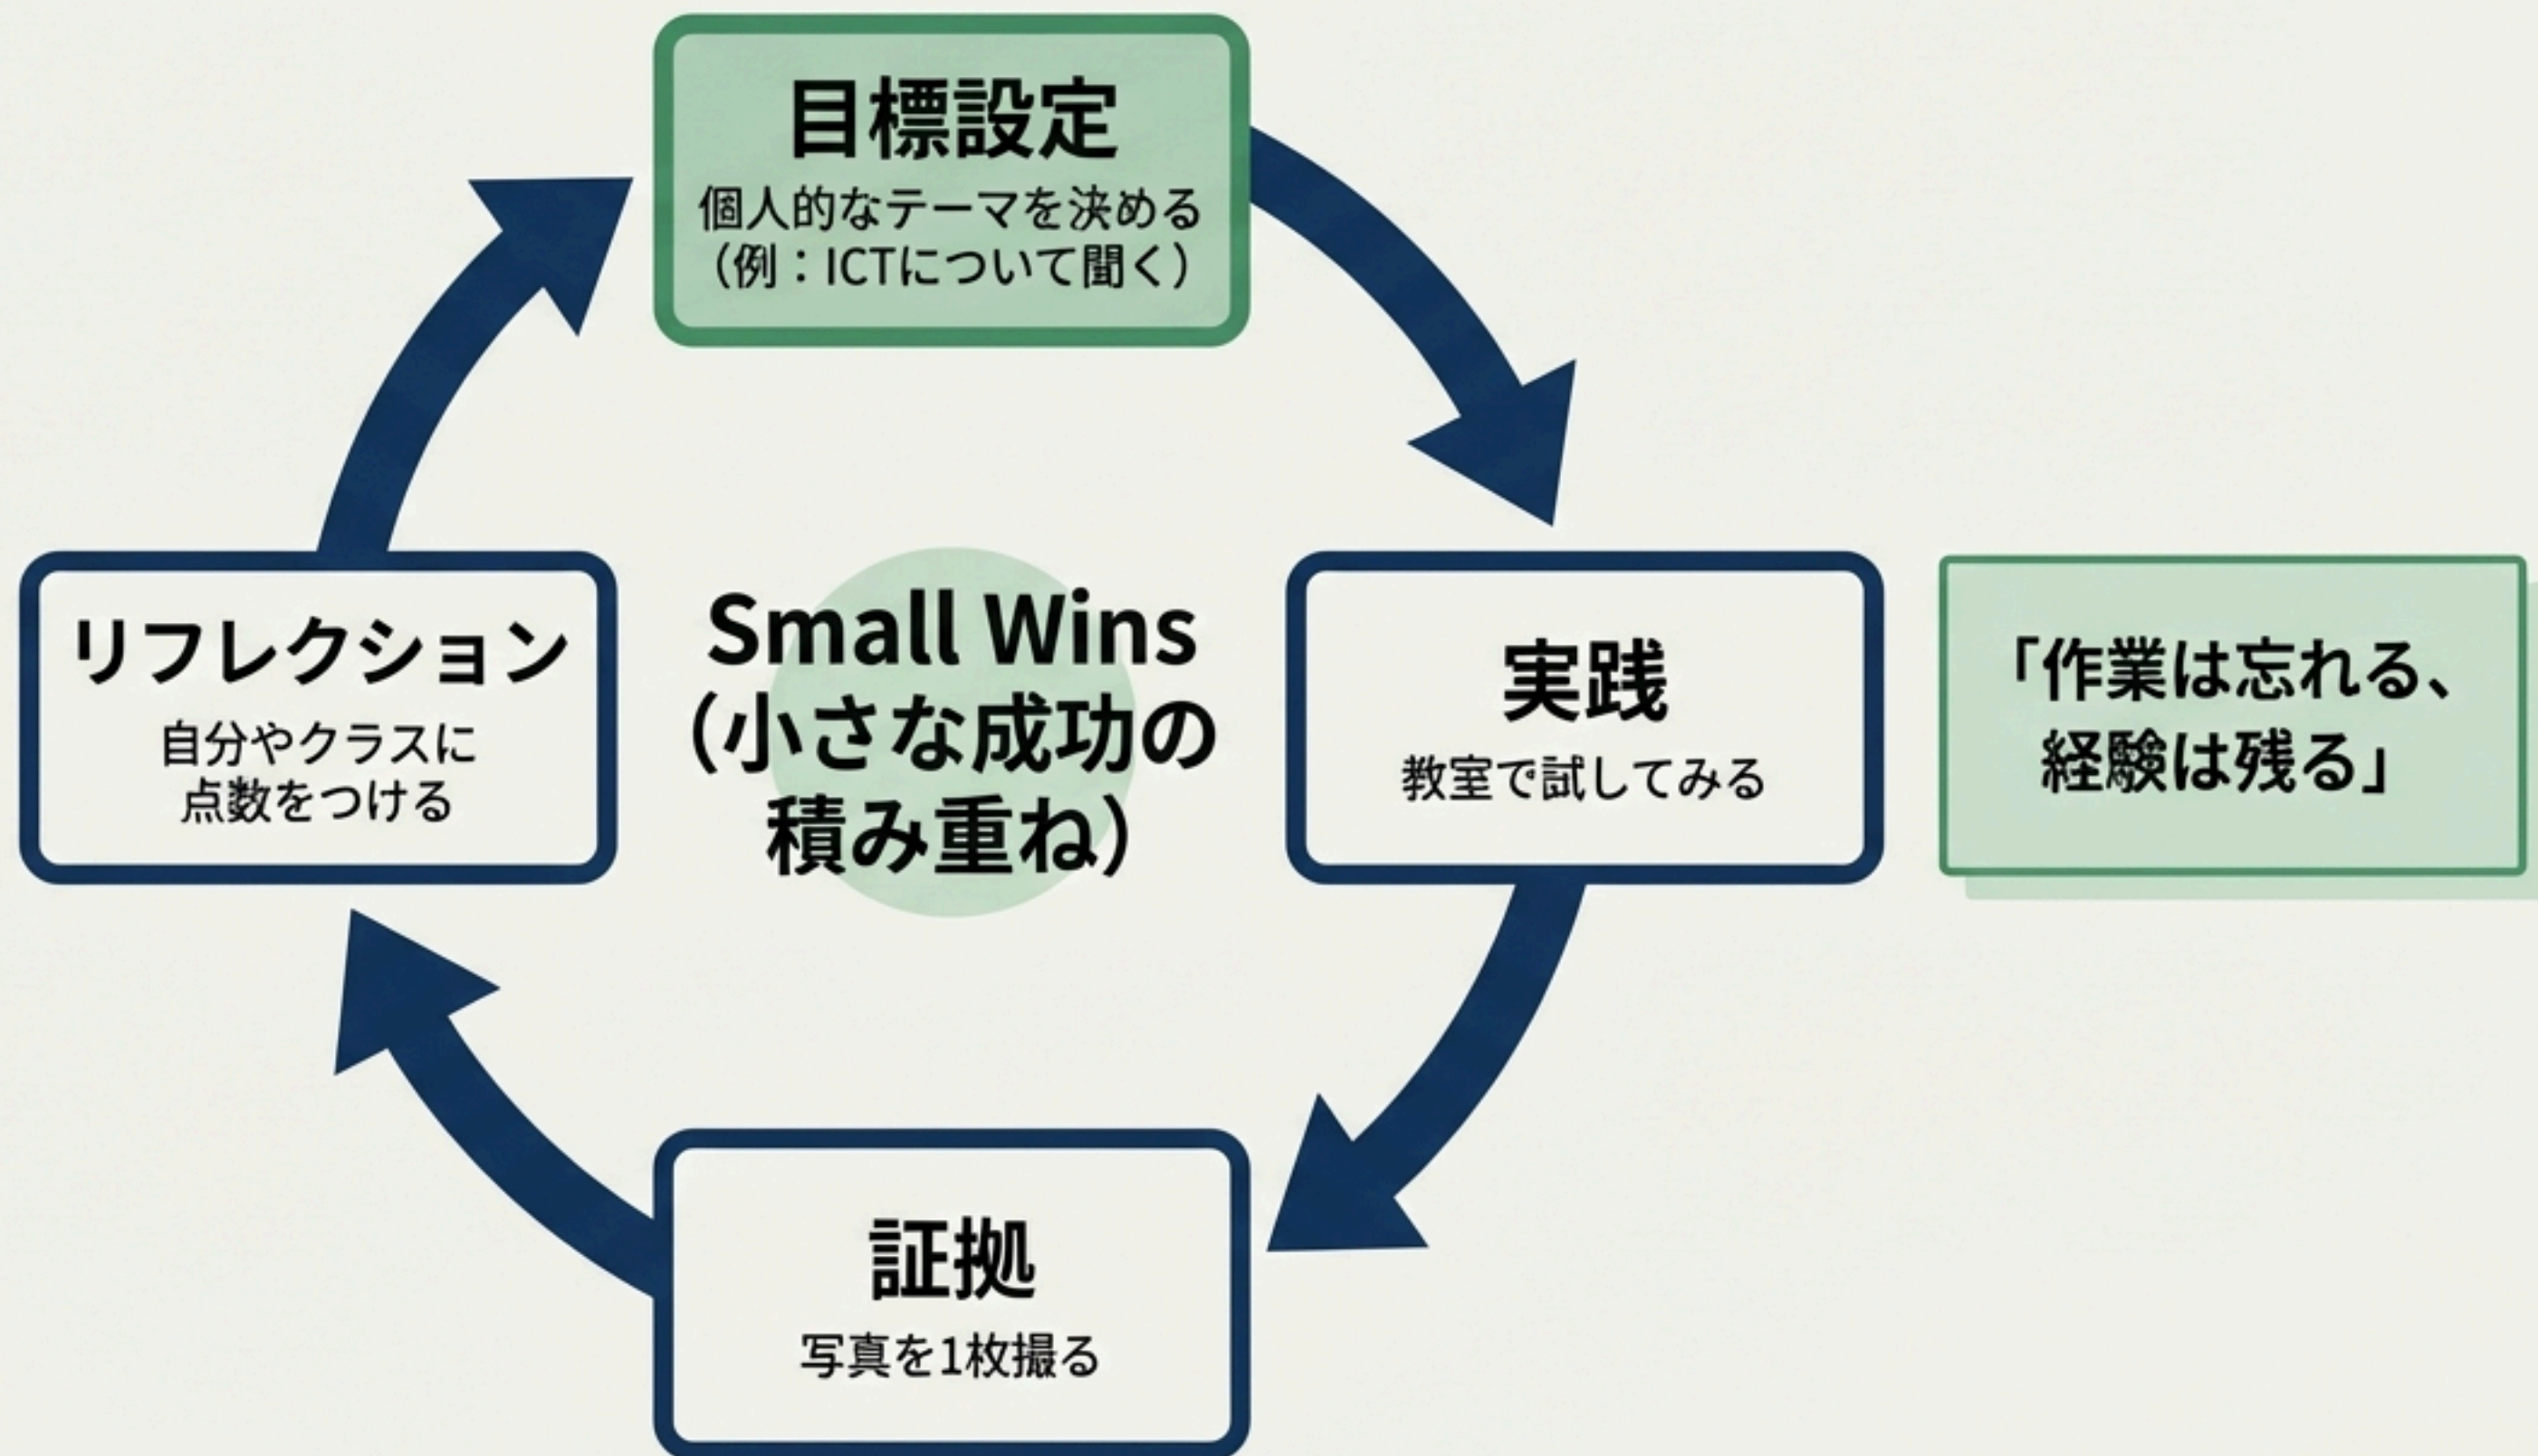 目標設定
個人的なテーマを決める
（例：ICTについて聞く）
実践
教室で試してみる
「作業は忘れる、
経験は残る」
証拠
写真を1枚撮る
リフレクション
自分やクラスに
点数をつける
Small Wins
（小さな成功の
積み重ね）